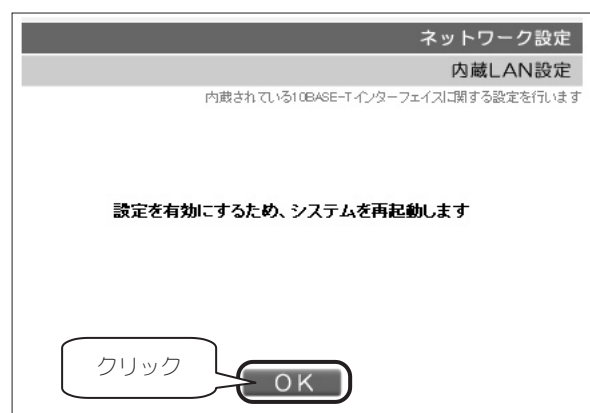 ネットワーク設定
内蔵LAN設定
内蔵されている10BASE-Tインターフェイスに関する設定を行います
設定を有効にするため、システムを再起動します
クリック
OK